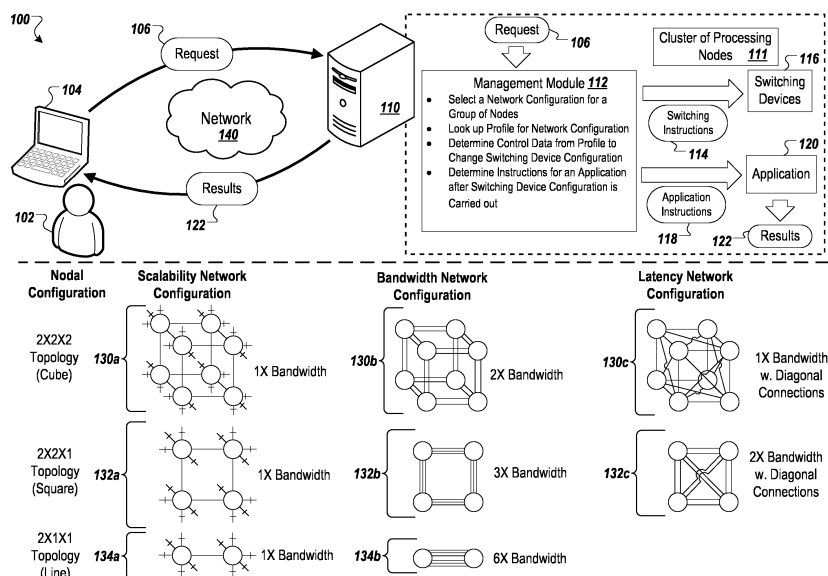 100
106
Request
104
Network
140
110
Results
122
102
Request
106
Cluster of Processing
Nodes 111
Management Module 112
• Select a Network Configuration for a
Group of Nodes
• Look up Profile for Network Configuration
• Determine Control Data from Profile to
Change Switching Device Configuration
• Determine Instructions for an Application
after Switching Device Configuration is
Carried out
116
Switching
Devices
Switching
Instructions
114
120
Application
Application
Instructions
118
122
Results
Nodal
Configuration
Scalability Network
Configuration
Bandwidth Network
Configuration
Latency Network
Configuration
2X2X2
Topology
(Cube)
130a
1X Bandwidth
130b
2X Bandwidth
130c
1X Bandwidth
w. Diagonal
Connections
2X2X1
Topology
(Square)
132a
1X Bandwidth
132b
3X Bandwidth
132c
2X Bandwidth
w. Diagonal
Connections
2X1X1
Topology
(Line)
134a
1X Bandwidth
134b
6X Bandwidth